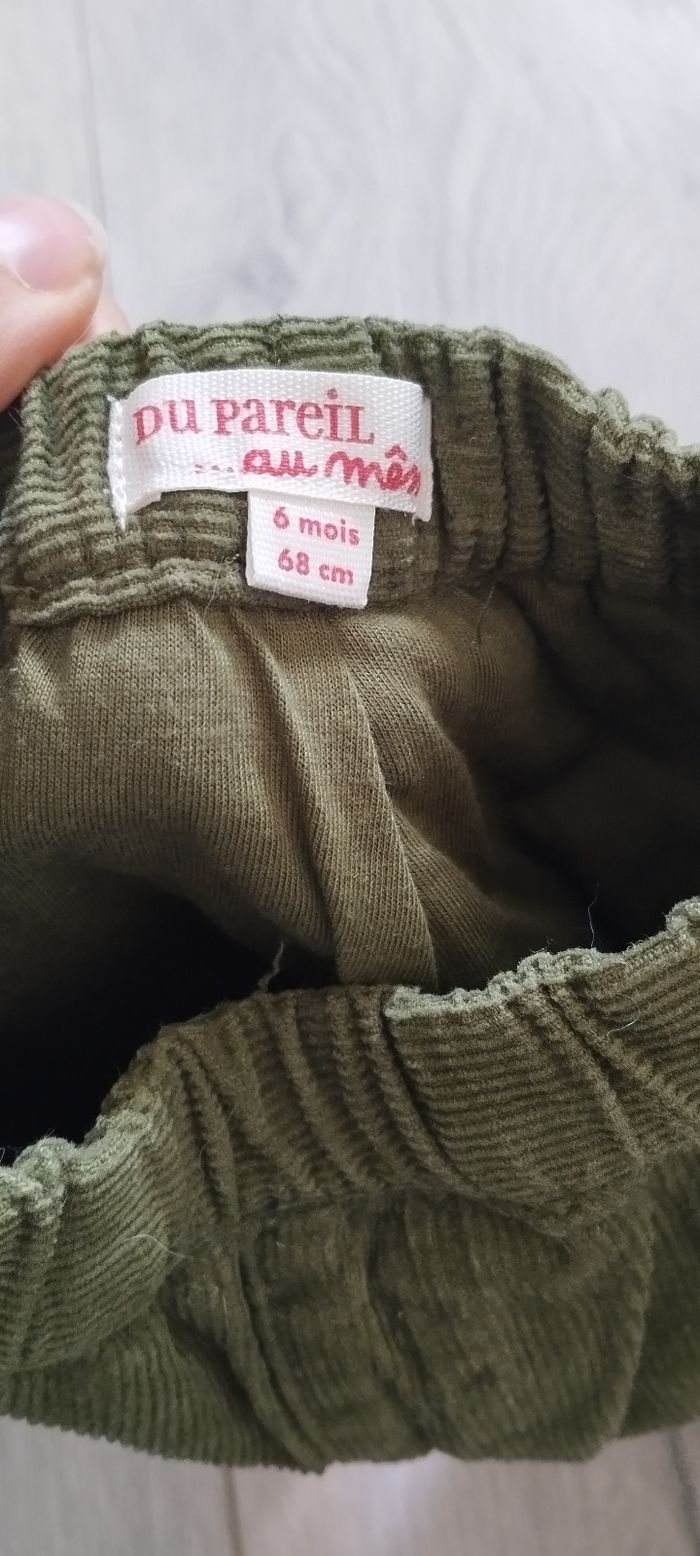 Du Pareil
...au mê
6 mois
68 cm